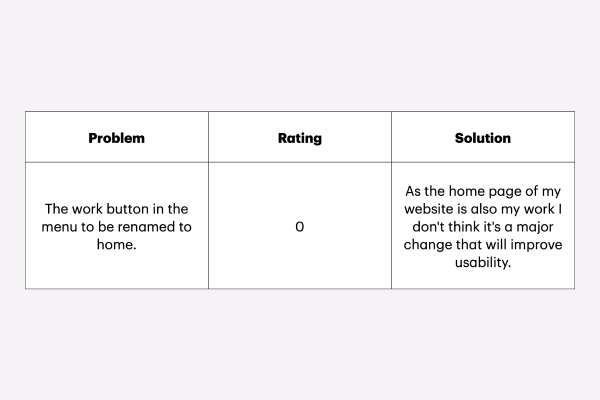 Problem
Rating
Solution
The work button in the
menu to be renamed to
home.
0
As the home page of my
website is also my work I
don't think it's a major
change that will improve
usability.